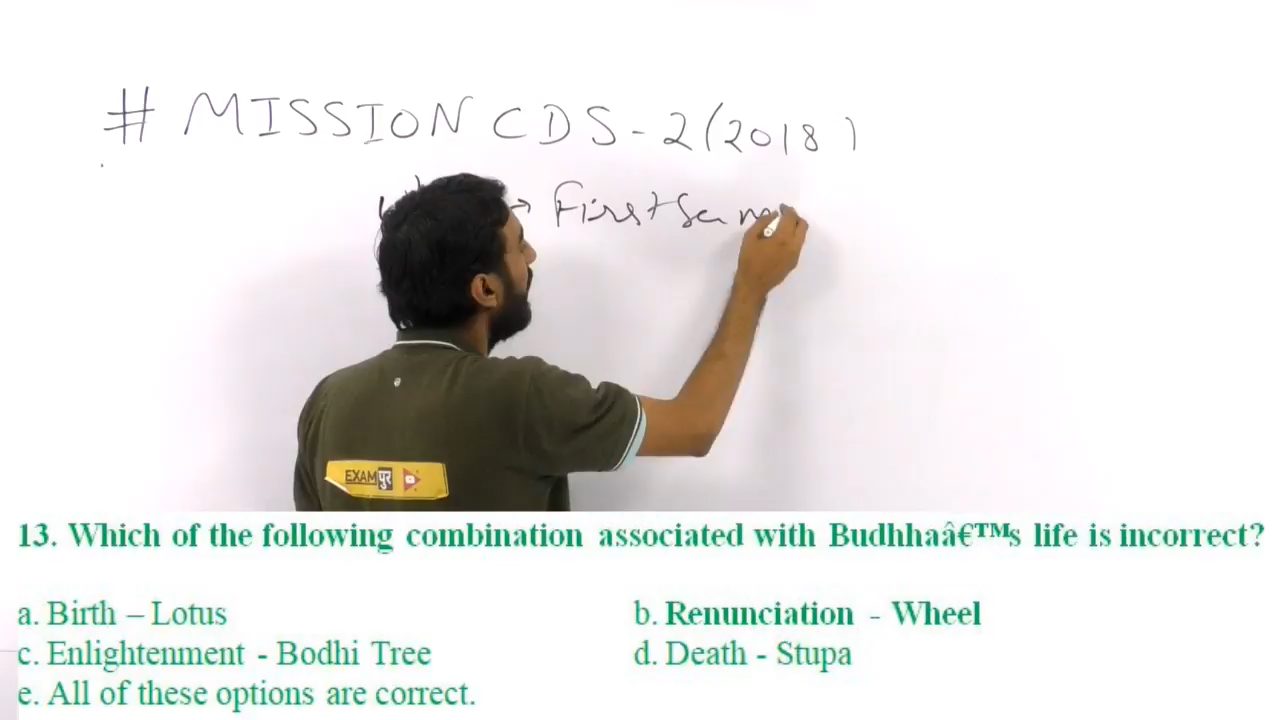 # MISSION CDS-2 (2018)
→ First Serm
EXAMपुर
13. Which of the following combination associated with Budhhaâ€™s life is incorrect?
a. Birth – Lotus
b. Renunciation - Wheel
c. Enlightenment - Bodhi Tree
d. Death - Stupa
e. All of these options are correct.